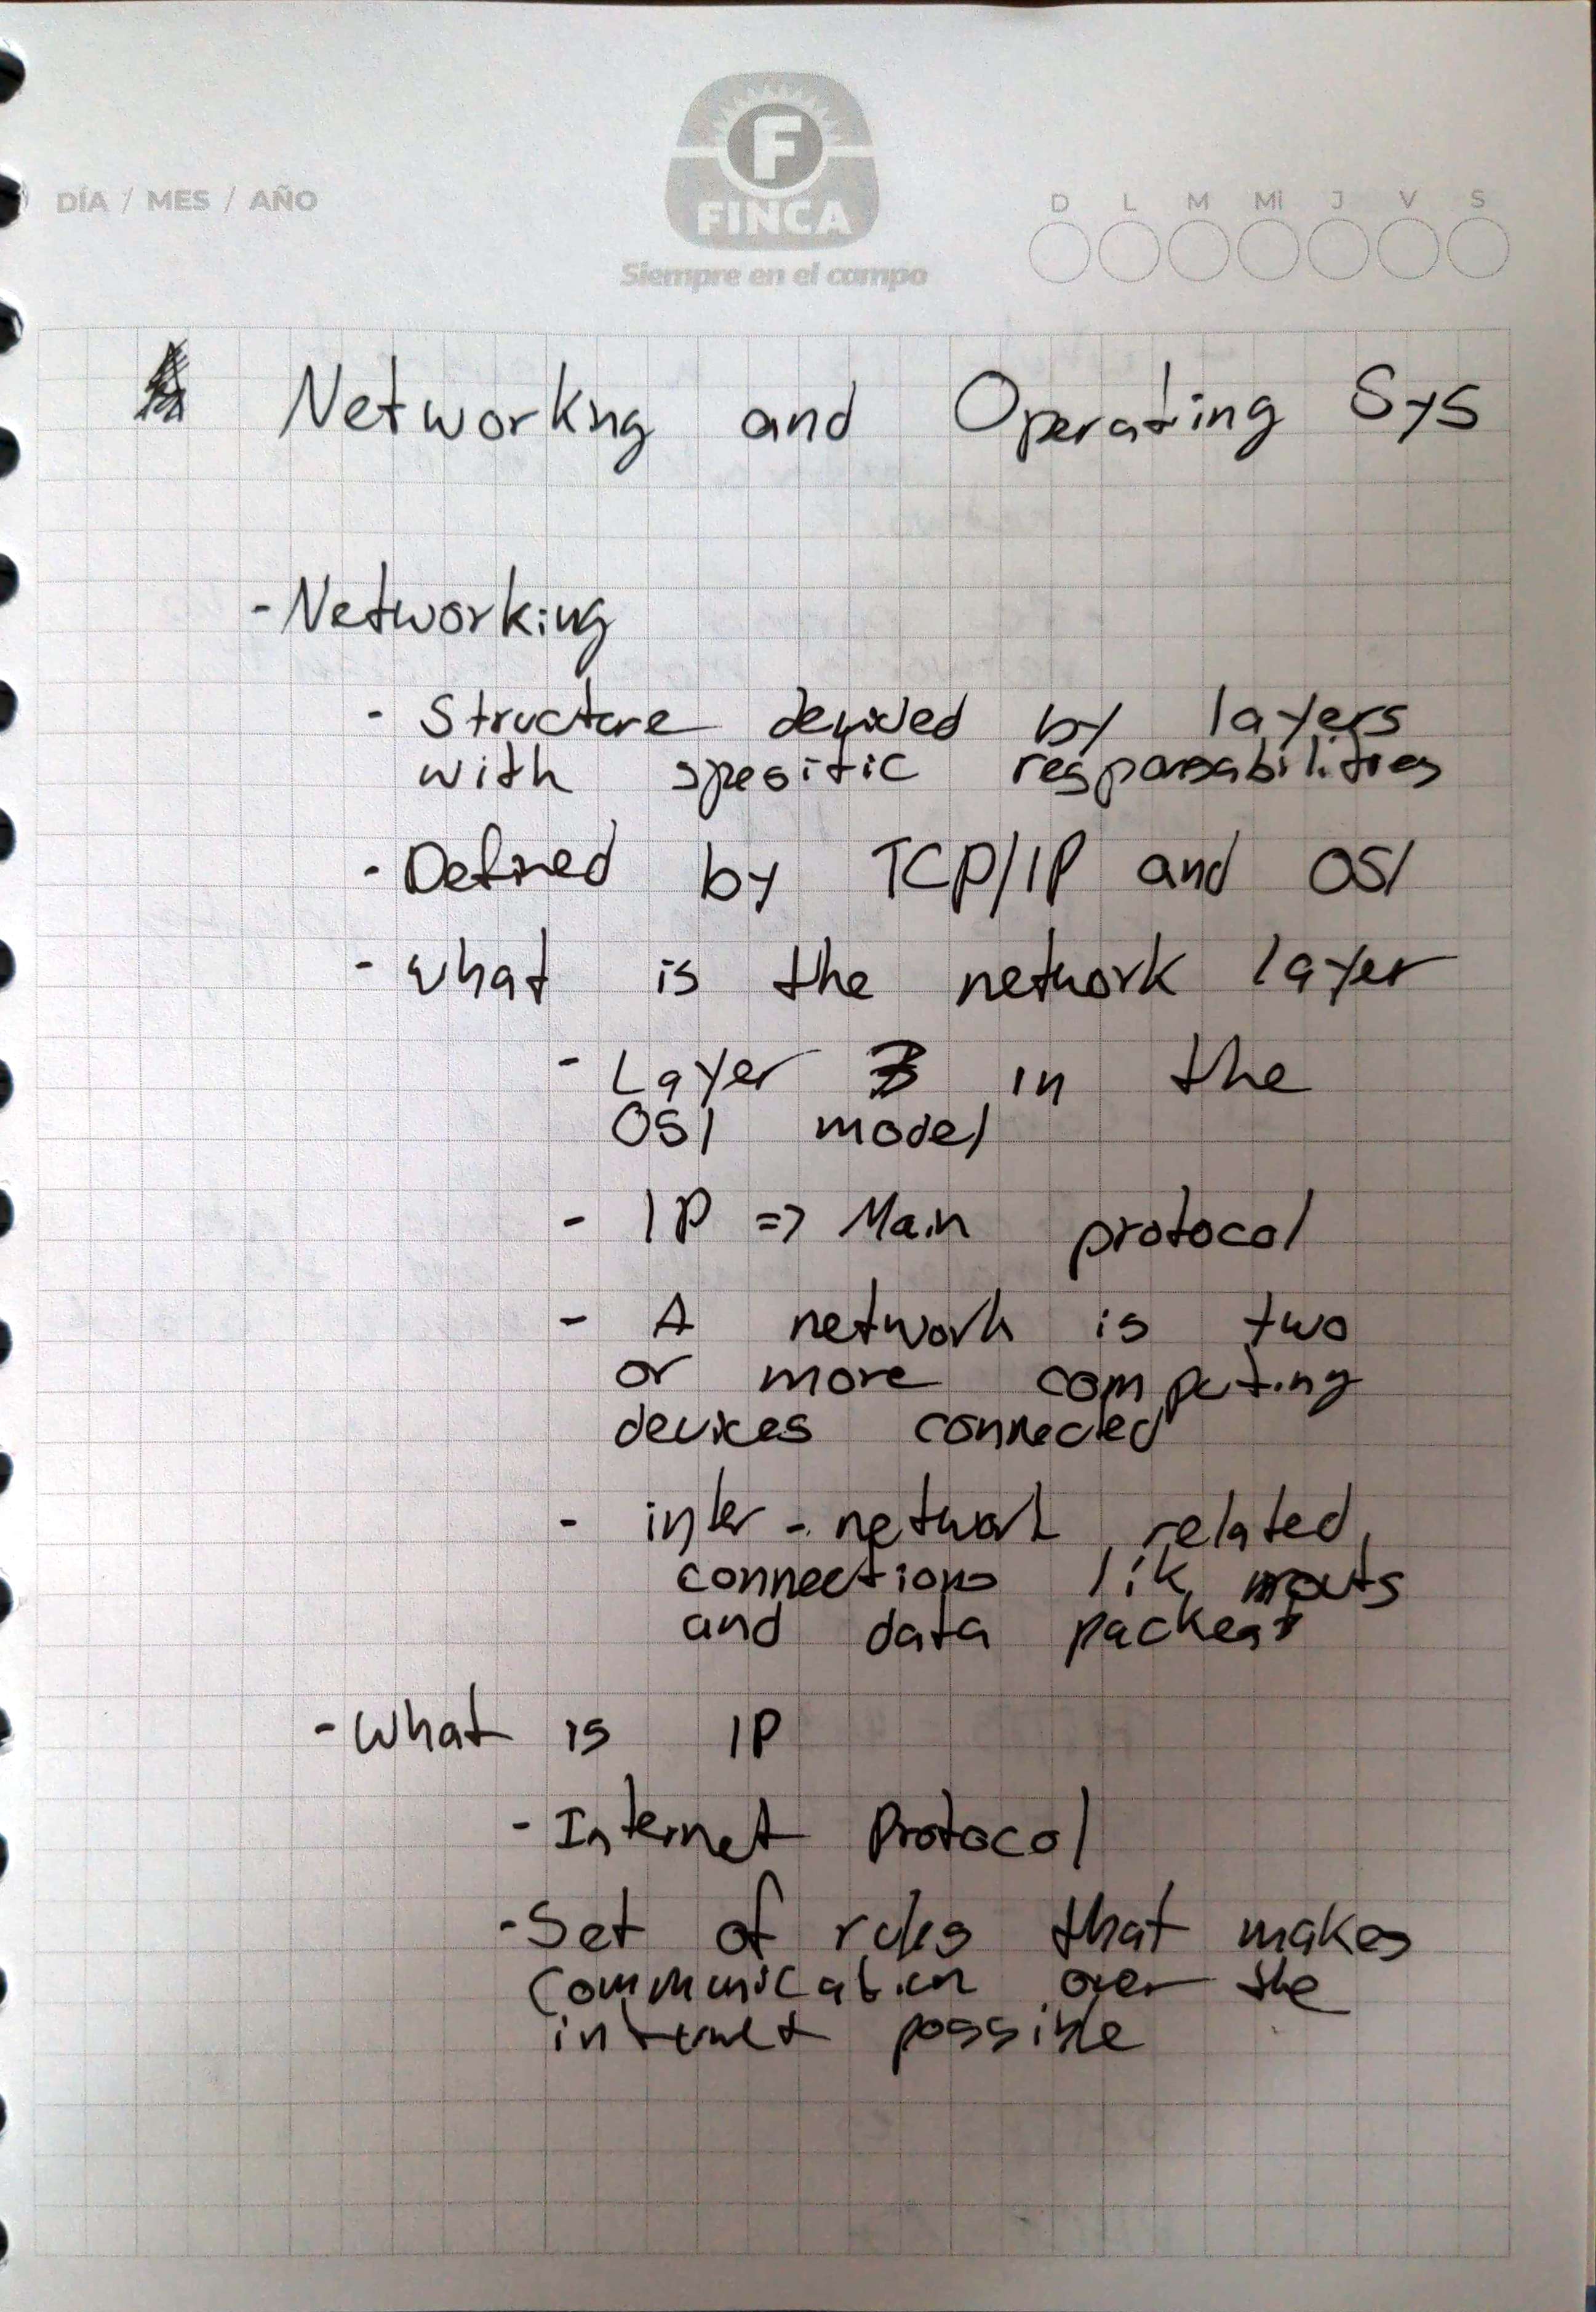 DÍA / MES / AÑO
F
FINCA
Siempre en el campo
D L M Mi J V S
Networkng and Operating Sys
- Networking
- Structure devided by layers
with spesific responsabilities
- Defined by TCP/IP and OSI
- What is the network layer
- Layer 3 in the
OSI model
- IP => Main protocol
- A network is two
or more computing
devices connected
- inter - network related
connections lik routs
and data packeat
- What is IP
- Internet Protocol
- Set of rules that makes
communication over the
internet possible